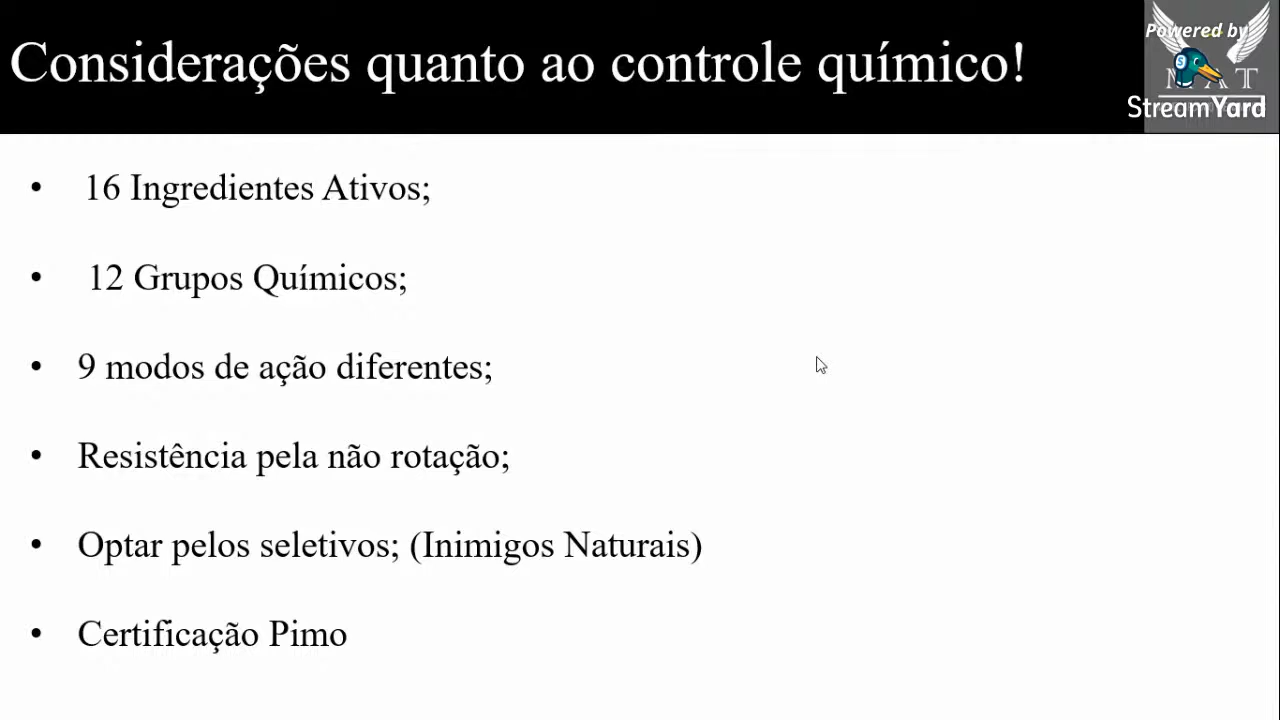 Considerações quanto ao controle químico!
Powered by
StreamYard
• 16 Ingredientes Ativos;
• 12 Grupos Químicos;
• 9 modos de ação diferentes;
• Resistência pela não rotação;
• Optar pelos seletivos; (Inimigos Naturais)
• Certificação Pimo